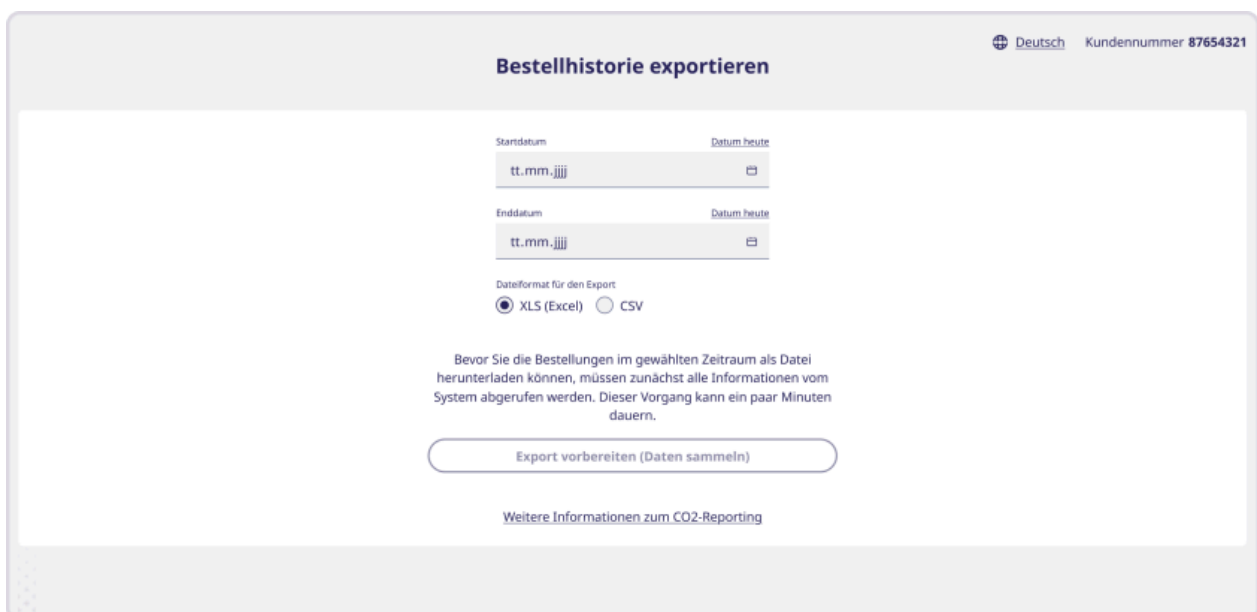 Deutsch Kundennummer 87654321
Bestellhistorie exportieren
Startdatum Datum heute
tt.mm.jjjj
Enddatum Datum heute
tt.mm.jjjj
Dateiformat für den Export
XLS (Excel) CSV
Bevor Sie die Bestellungen im gewählten Zeitraum als Datei
herunterladen können, müssen zunächst alle Informationen vom
System abgerufen werden. Dieser Vorgang kann ein paar Minuten
dauern.
Export vorbereiten (Daten sammeln)
Weitere Informationen zum CO2-Reporting